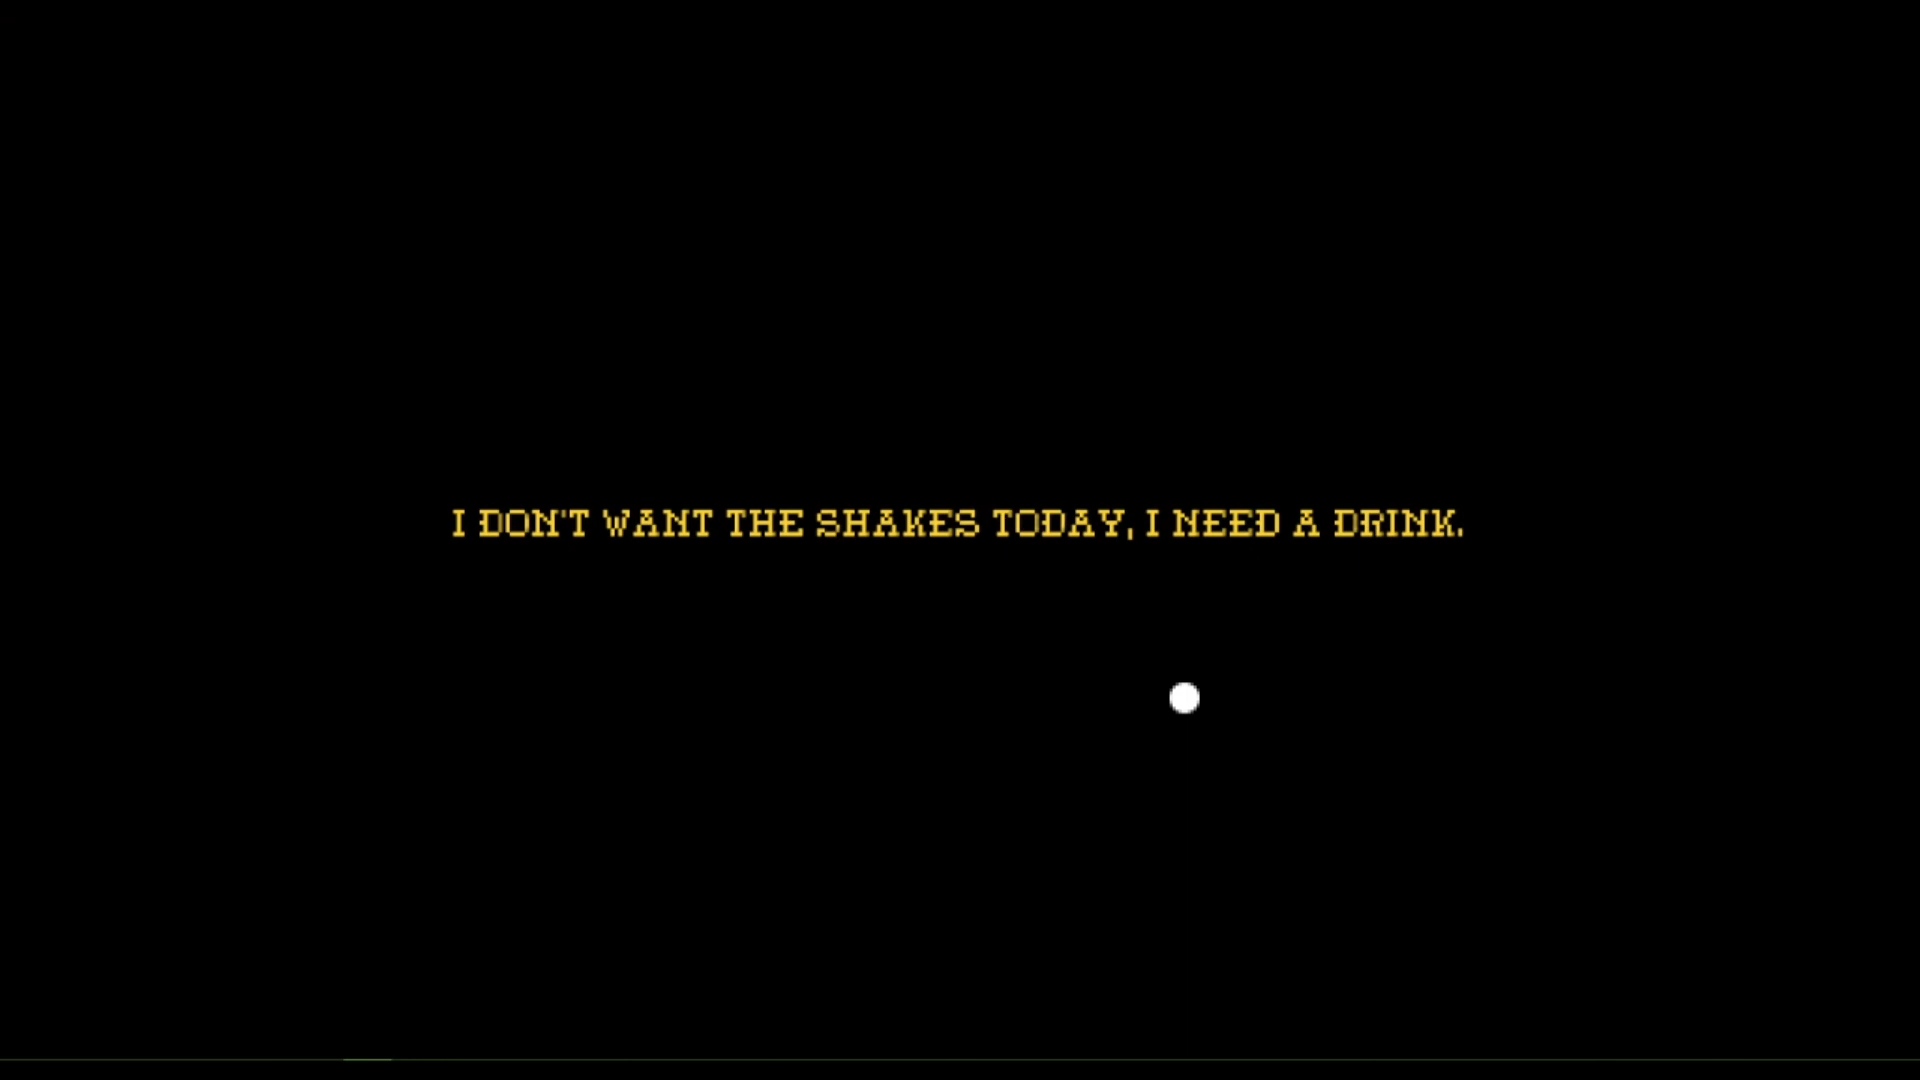 I DON'T WANT THE SHAKES TODAY, I NEED A DRINK.